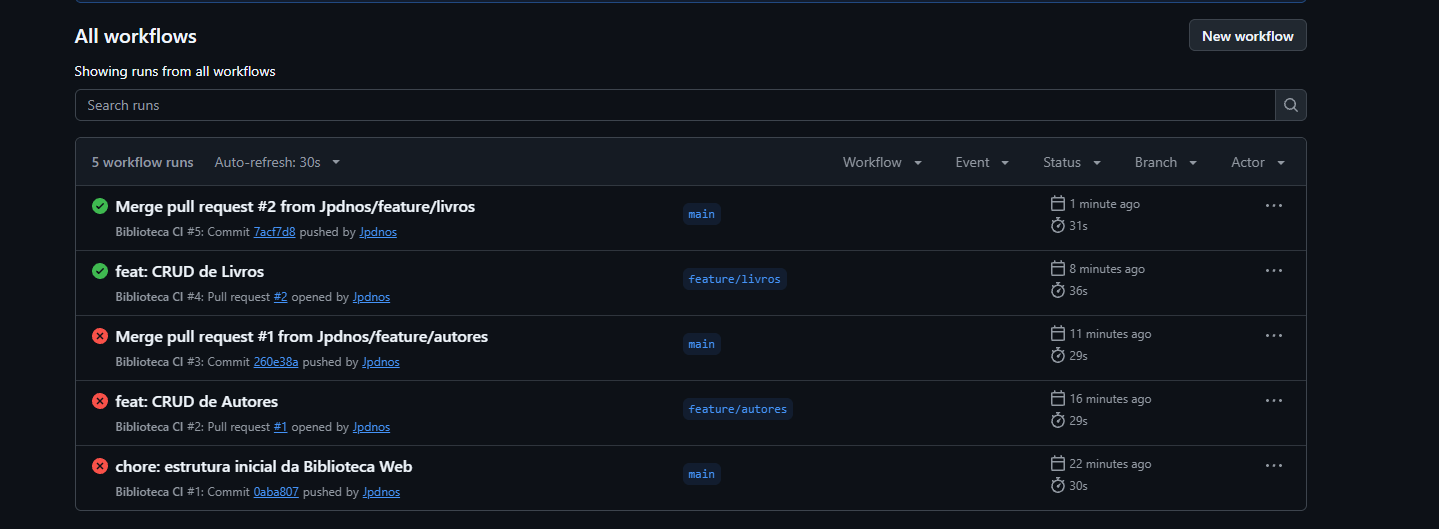 All workflows
New workflow
Showing runs from all workflows
Search runs
5 workflow runs Auto-refresh: 30s Workflow Event Status Branch Actor
Merge pull request #2 from Jpdnos/feature/livros
main
1 minute ago
Biblioteca CI #5: Commit 7acf7d8 pushed by Jpdnos
31s
feat: CRUD de Livros
feature/livros
8 minutes ago
Biblioteca CI #4: Pull request #2 opened by Jpdnos
36s
Merge pull request #1 from Jpdnos/feature/autores
main
11 minutes ago
Biblioteca CI #3: Commit 260e38a pushed by Jpdnos
29s
feat: CRUD de Autores
feature/autores
16 minutes ago
Biblioteca CI #2: Pull request #1 opened by Jpdnos
29s
chore: estrutura inicial da Biblioteca Web
main
22 minutes ago
Biblioteca CI #1: Commit 0aba807 pushed by Jpdnos
30s